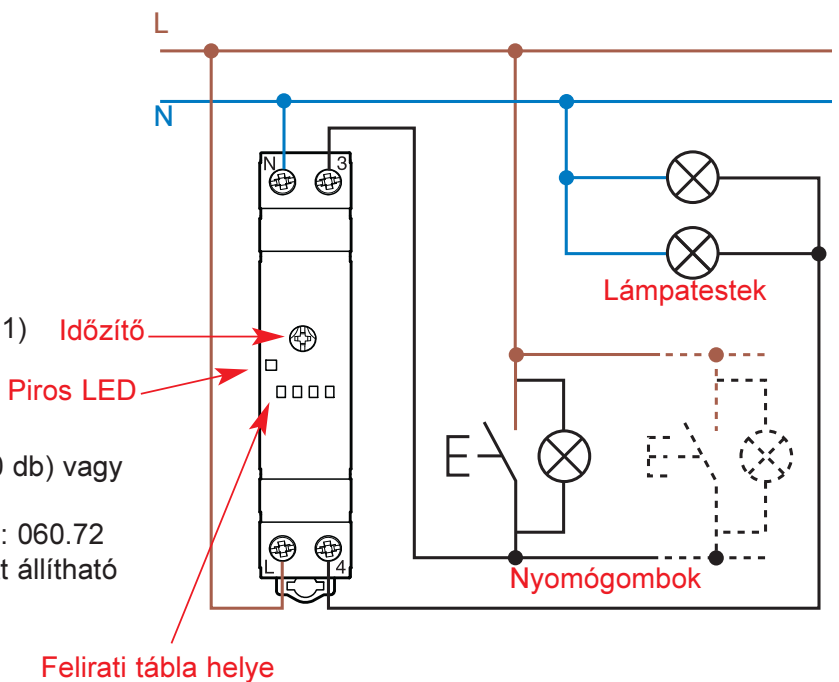 L
N
N 3
1) Időzítő
Lámpatestek
Piros LED
0 db) vagy
: 060.72
t állítható
L 4
Nyomógombok
Felirati tábla helye